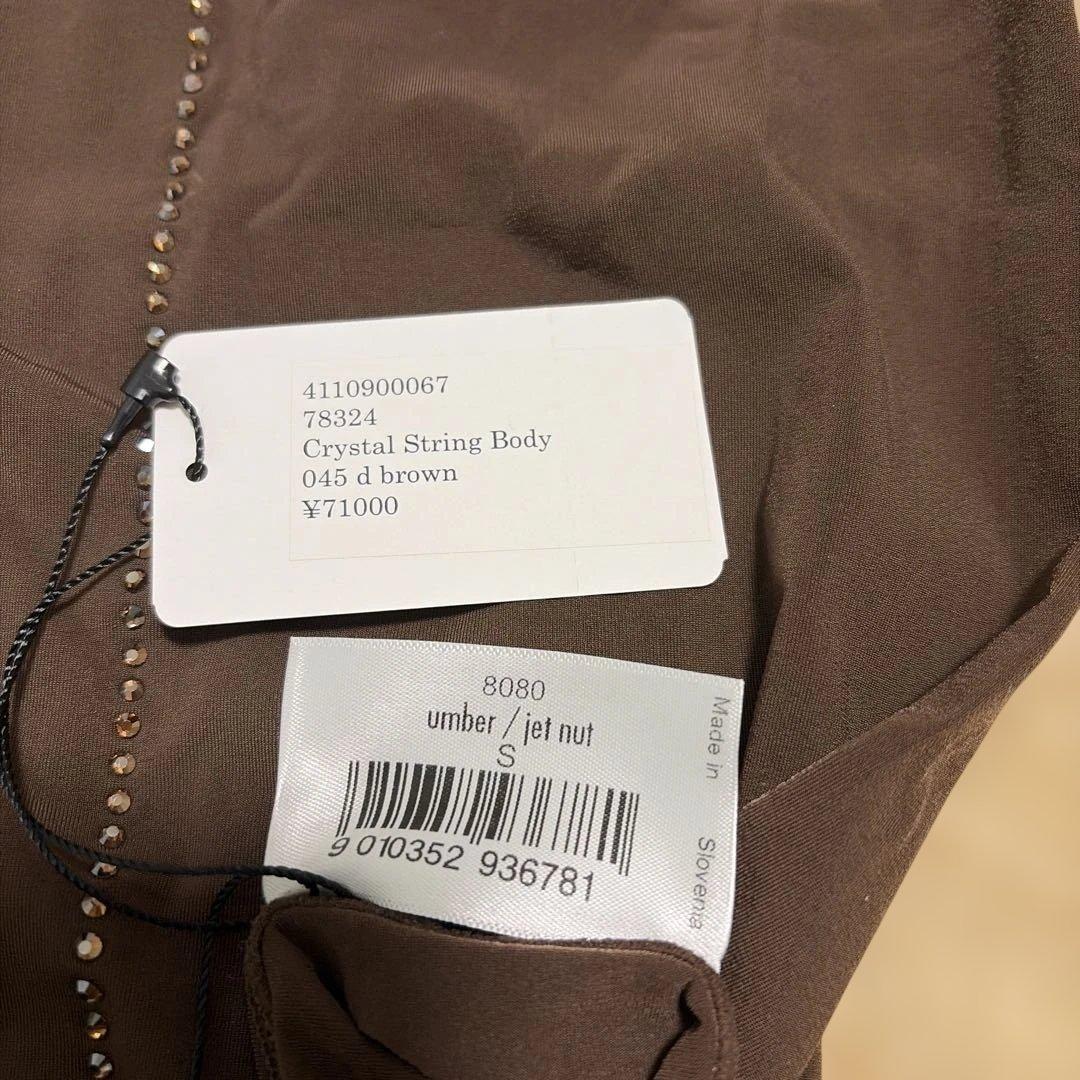 4110900067
78324
Crystal String Body
045 d brown
¥71000
8080
umber / jet nut
S
9 010352 936781
Made in Slovenia